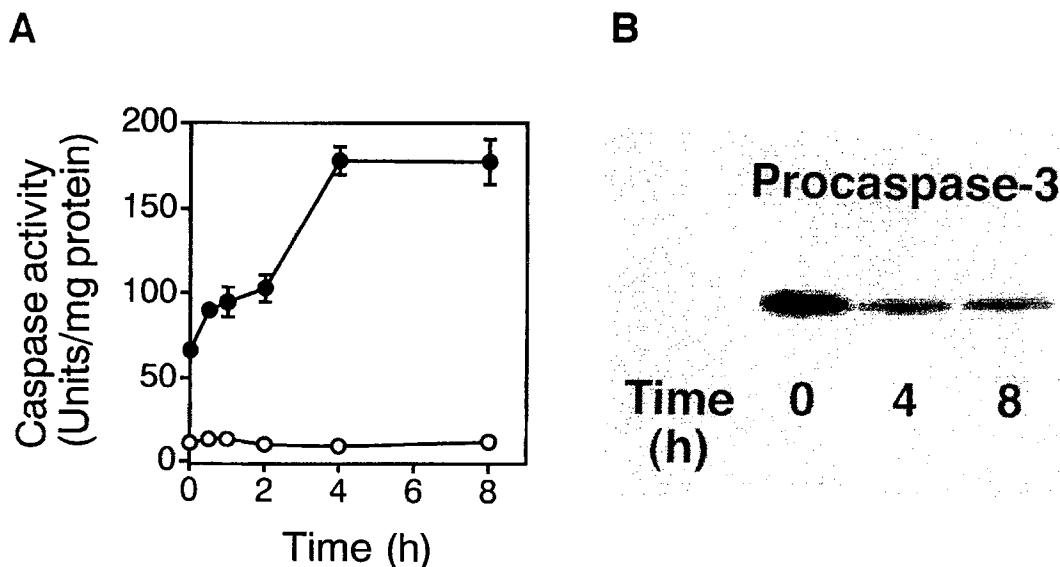 A
Caspase activity
(Units/mg protein)
200
150
100
50
0
0 2 4 6 8
Time (h)
B
Procaspase-3
Time 0 4 8
(h)